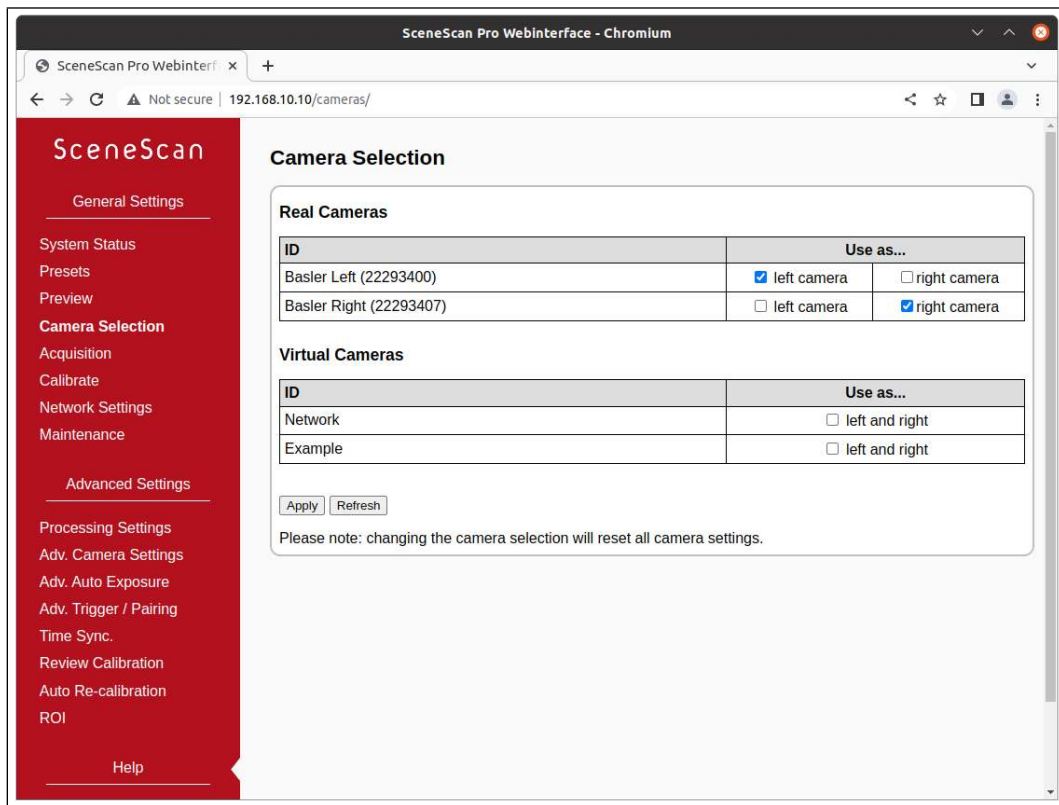 SceneScan Pro Webinterface - Chromium
SceneScan Pro Webinterf
Not secure | 192.168.10.10/cameras/
SceneScan
General Settings
System Status
Presets
Preview
Camera Selection
Acquisition
Calibrate
Network Settings
Maintenance
Advanced Settings
Processing Settings
Adv. Camera Settings
Adv. Auto Exposure
Adv. Trigger / Pairing
Time Sync.
Review Calibration
Auto Re-calibration
ROI
Help
Camera Selection
Real Cameras
ID Use as...
Basler Left (22293400) left camera right camera
Basler Right (22293407) left camera right camera
Virtual Cameras
ID Use as...
Network left and right
Example left and right
Apply Refresh
Please note: changing the camera selection will reset all camera settings.